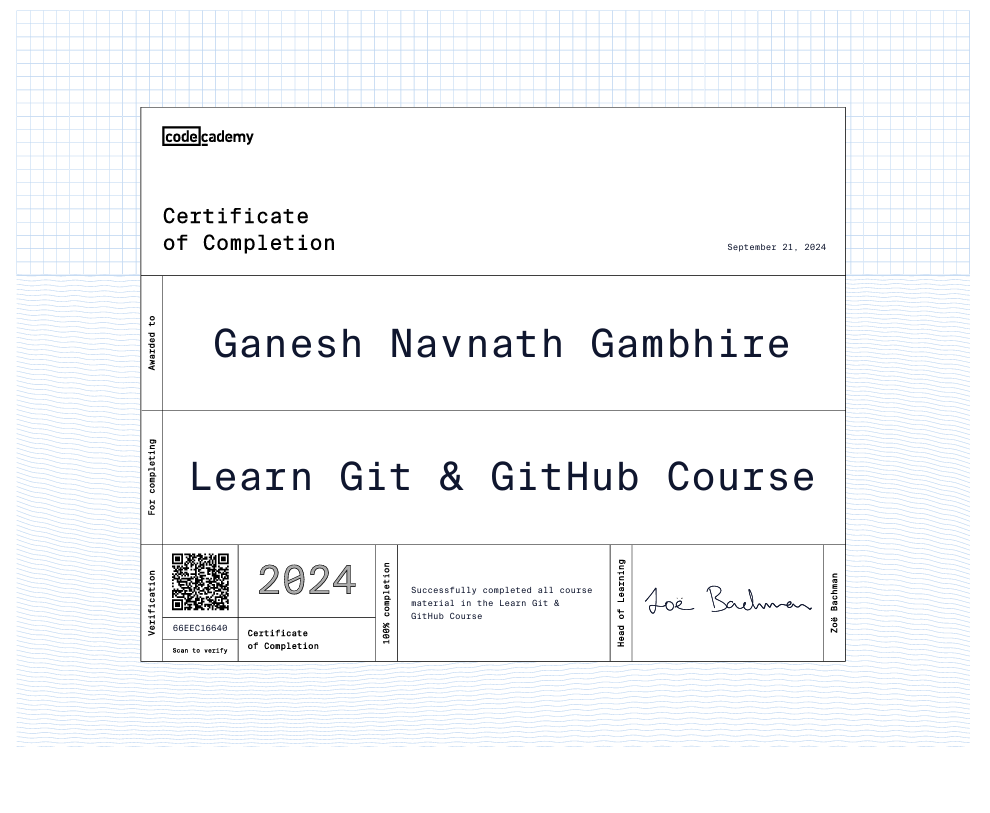 codecademy
Certificate
of Completion
September 21, 2024
Awarded to
Ganesh Navnath Gambhire
For completing
Learn Git & GitHub Course
Verification
66EEC16640
Scan to verify
2024
Certificate
of Completion
100% completion
Successfully completed all course
material in the Learn Git &
GitHub Course
Head of Learning
Zoë Bachman
Zoë Bachman